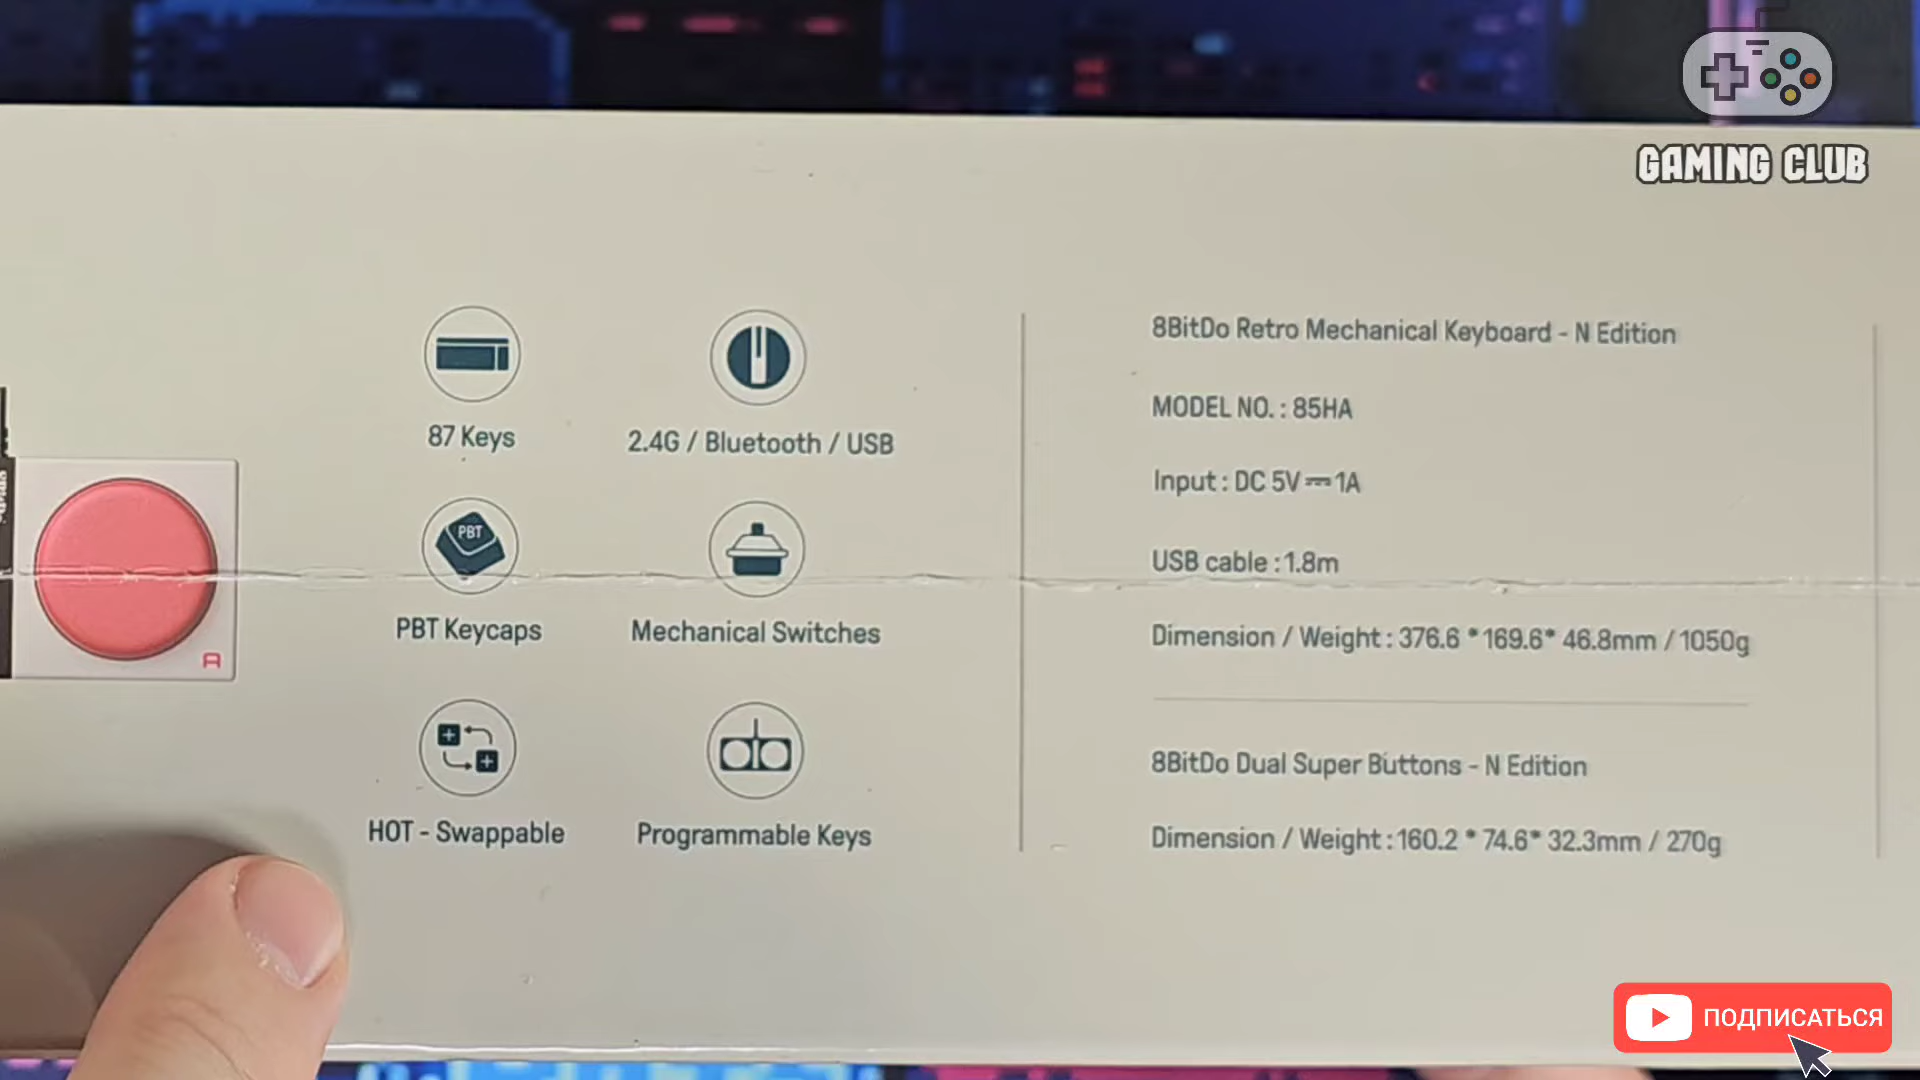 GAMING CLUB
87 Keys
2.4G / Bluetooth / USB
PBT
PBT Keycaps
Mechanical Switches
HOT - Swappable
Programmable Keys
A
8BitDo Retro Mechanical Keyboard - N Edition
MODEL NO. : 85HA
Input : DC 5V⎓1A
USB cable : 1.8m
Dimension / Weight : 376.6 * 169.6* 46.8mm / 1050g
8BitDo Dual Super Buttons - N Edition
Dimension / Weight : 160.2 * 74.6* 32.3mm / 270g
ПОДПИСАТЬСЯ